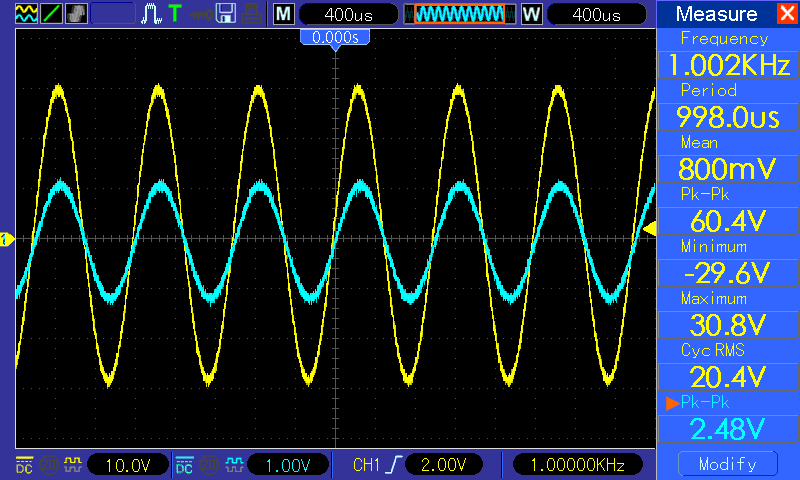 T M 400us W 400us
0.000s
Measure
Frequency
1.002KHz
Period
998.0us
Mean
800mV
Pk-Pk
60.4V
Minimum
-29.6V
Maximum
30.8V
Cyc RMS
20.4V
Pk-Pk
2.48V
Modify
1
DC 10.0V DC 1.00V CH1 2.00V 1.00000KHz